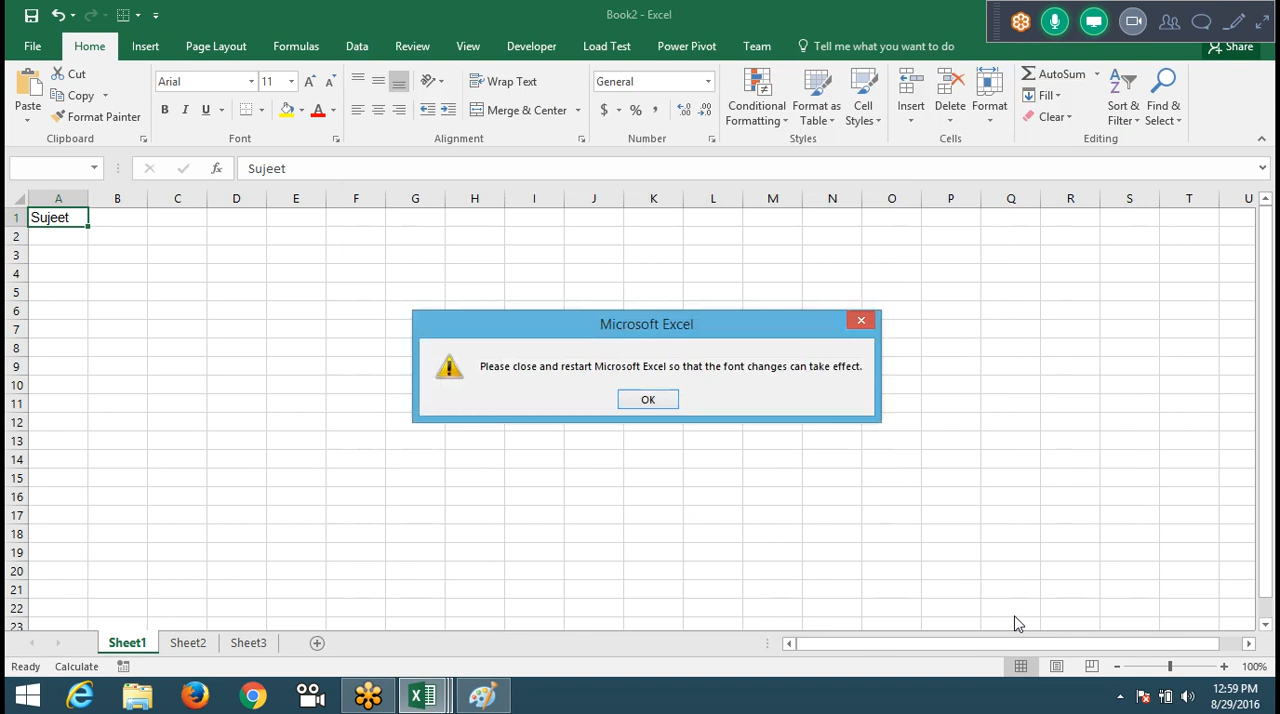 Book2 - Excel
File Home Insert Page Layout Formulas Data Review View Developer Load Test Power Pivot Team Tell me what you want to do Share
Paste
Cut
Copy
Format Painter
Clipboard
Arial 11
B I U
Font
Wrap Text
Merge & Center
Alignment
General
$ % ,
Number
Conditional
Formatting
Format as
Table
Cell
Styles
Styles
Insert
Delete
Format
Cells
AutoSum
Fill
Clear
Sort &
Filter
Find &
Select
Editing
fx Sujeet
A B C D E F G H I J K L M N O P Q R S T U
1 Sujeet
2
3
4
5
6
7
8
9
10
11
12
13
14
15
16
17
18
19
20
21
22
23
Microsoft Excel
Please close and restart Microsoft Excel so that the font changes can take effect.
OK
Sheet1 Sheet2 Sheet3
Ready Calculate 100%
12:59 PM
8/29/2016